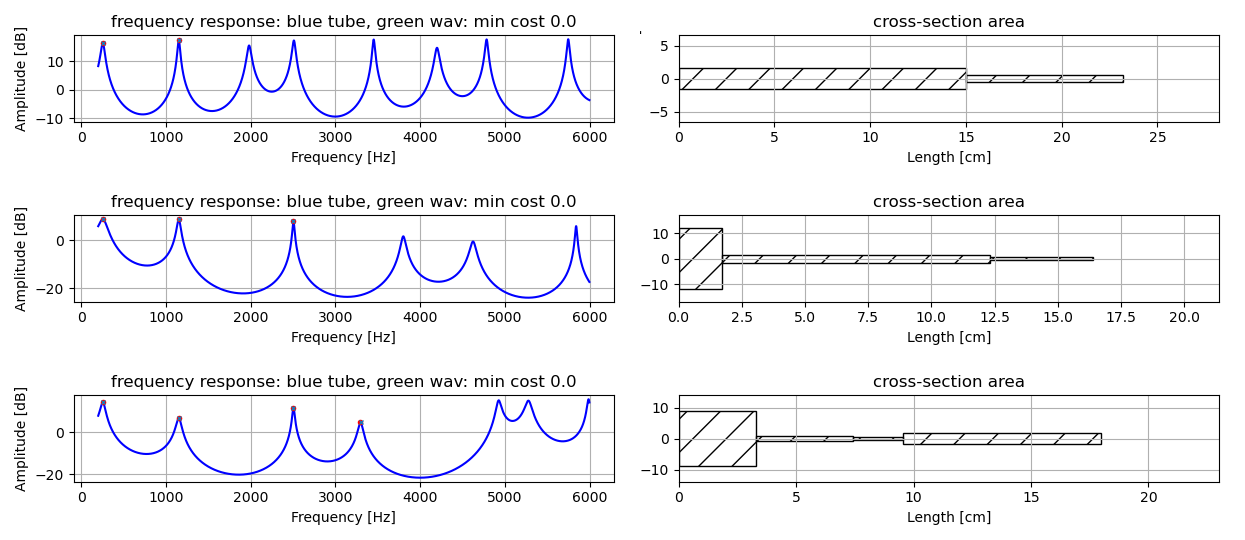 frequency response: blue tube, green wav: min cost 0.0
cross-section area
Amplitude [dB]
10
0
−10
0 1000 2000 3000 4000 5000 6000
Frequency [Hz]
5
0
−5
0 5 10 15 20 25
Length [cm]
frequency response: blue tube, green wav: min cost 0.0
cross-section area
Amplitude [dB]
0
−20
0 1000 2000 3000 4000 5000 6000
Frequency [Hz]
10
0
−10
0.0 2.5 5.0 7.5 10.0 12.5 15.0 17.5 20.0
Length [cm]
frequency response: blue tube, green wav: min cost 0.0
cross-section area
Amplitude [dB]
0
−20
0 1000 2000 3000 4000 5000 6000
Frequency [Hz]
10
0
−10
0 5 10 15 20
Length [cm]